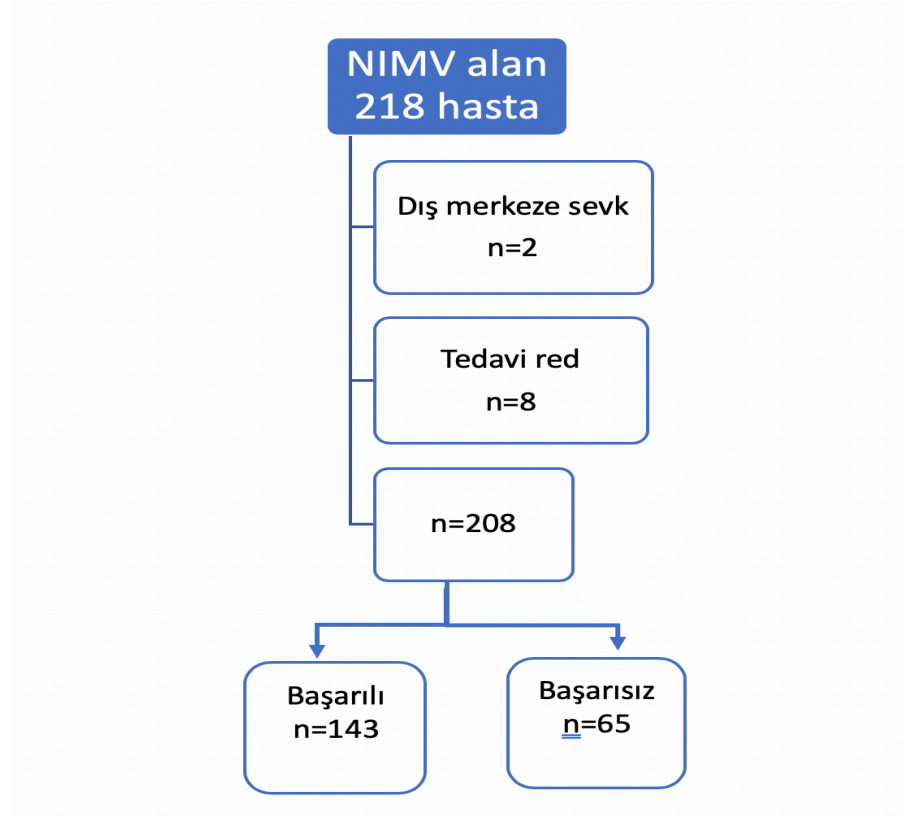 NIMV alan
218 hasta
Dış merkeze sevk
n=2
Tedavi red
n=8
n=208
Başarılı
n=143
Başarısız
n=65